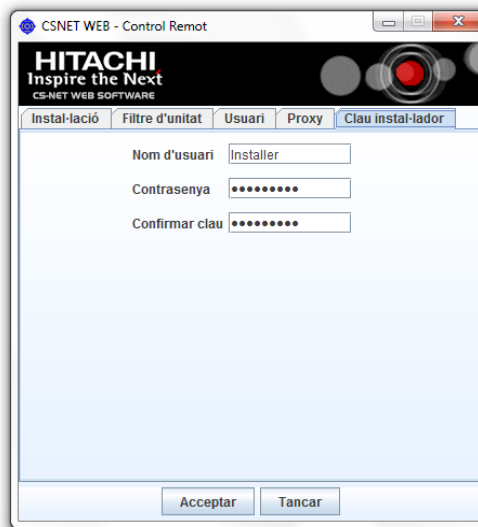 CSNET WEB - Control Remot
HITACHI
Inspire the Next
CS-NET WEB SOFTWARE
Instal·lació Filtre d'unitat Usuari Proxy Clau instal·lador
Nom d'usuari Installer
Contrasenya •••••••••
Confirmar clau •••••••••
Acceptar Tancar